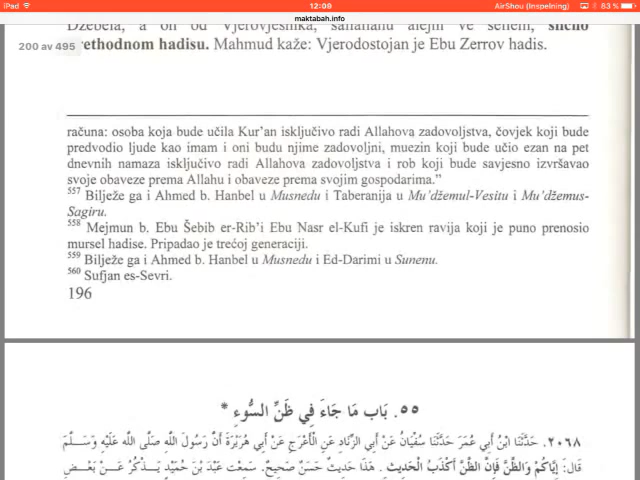 iPad 12:09 AirShou (Inspelning) 83 %
maktabah.info
Džebela, a on od Vjerovjesnika, sallallahu alejhi ve sellem, slično
200 av 495
rethodnom hadisu. Mahmud kaže: Vjerodostojan je Ebu Zerrov hadis.
računa: osoba koja bude učila Kur'an isključivo radi Allahova zadovoljstva, čovjek koji bude
predvodio ljude kao imam i oni budu njime zadovoljni, muezin koji bude učio ezan na pet
dnevnih namaza isključivo radi Allahova zadovoljstva i rob koji bude savjesno izvršavao
svoje obaveze prema Allahu i obaveze prema svojim gospodarima."
557 Bilježe ga i Ahmed b. Hanbel u Musnedu i Taberanija u Mu'džemul-Vesitu i Mu'džemus-
Sagiru.
558 Mejmun b. Ebu Šebib er-Rib'i Ebu Nasr el-Kufi je iskren ravija koji je puno prenosio
mursel hadise. Pripadao je trećoj generaciji.
559 Bilježe ga i Ahmed b. Hanbel u Musnedu i Ed-Darimi u Sunenu.
560 Sufjan es-Sevri.
196
٥٥. بَاب مَا جَاءَ فِي ظَنِّ السُّوءِ *
٢٠٦٨. حَدَّثَنَا ابْنُ أَبِي عُمَرَ حَدَّثَنَا سُفْيَانُ عَنْ أَبِي الزِّنَادِ عَنِ الْأَعْرَجِ عَنْ أَبِي هُرَيْرَةَ أَنَّ رَسُولَ اللَّهِ صَلَّى اللَّه عَلَيْهِ وَسَلَّمَ
قَالَ: إِيَّاكُمْ وَالظَّنَّ فَإِنَّ الظَّنَّ أَكْذَبُ الْحَدِيثِ . هَذَا حَدِيثٌ حَسَنٌ صَحِيحٌ. سَمِعْت عَبْدَ بْنَ حُمَيْدٍ يَذْكُرُ عَنْ بَعْضِ